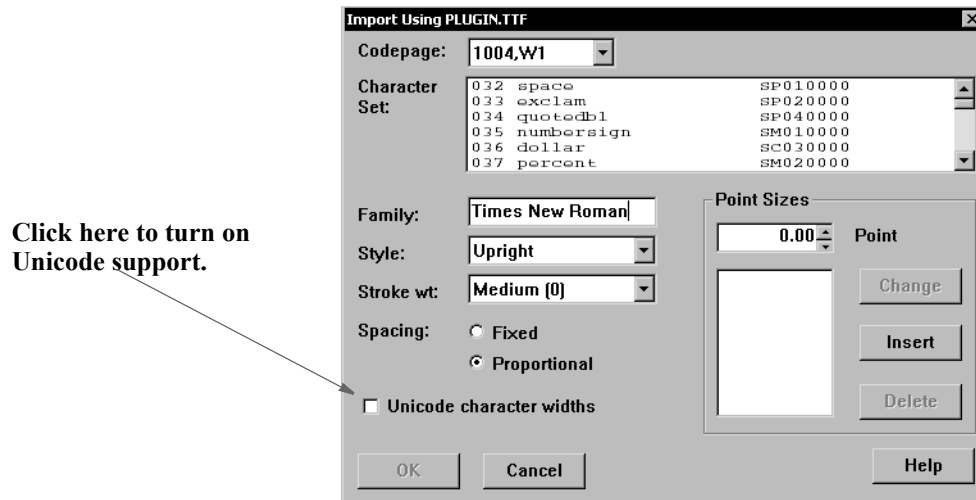 Import Using PLUGIN.TTF
Codepage: 1004,W1
Character Set:
032 space SP010000
033 exclam SP020000
034 quotedbl SP040000
035 numbersign SM010000
036 dollar SC030000
037 percent SM020000
Family: Times New Roman
Style: Upright
Stroke wt: Medium (0)
Spacing: Fixed
Proportional
Unicode character widths
Point Sizes
0.00 Point
Change
Insert
Delete
OK Cancel Help
Click here to turn on
Unicode support.